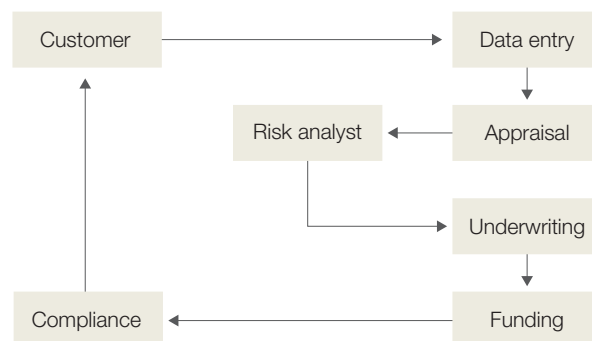 Customer
Data entry
Risk analyst
Appraisal
Underwriting
Compliance
Funding